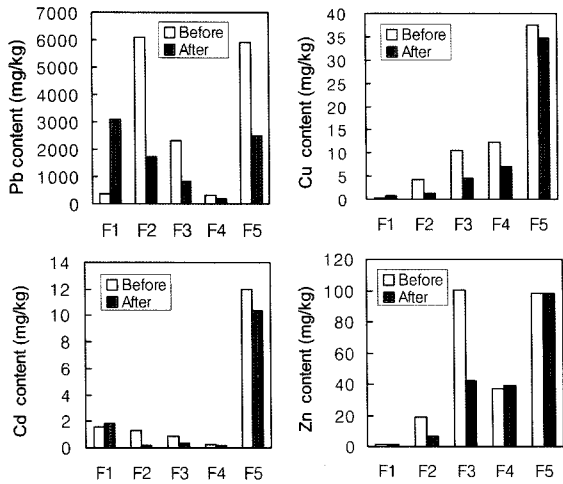 7000
6000
5000
4000
3000
2000
1000
0
Pb content (mg/kg)
Before
After
F1 F2 F3 F4 F5
40
35
30
25
20
15
10
5
0
Cu content (mg/kg)
Before
After
F1 F2 F3 F4 F5
14
12
10
8
6
4
2
0
Cd content (mg/kg)
Before
After
F1 F2 F3 F4 F5
120
100
80
60
40
20
0
Zn content (mg/kg)
Before
After
F1 F2 F3 F4 F5